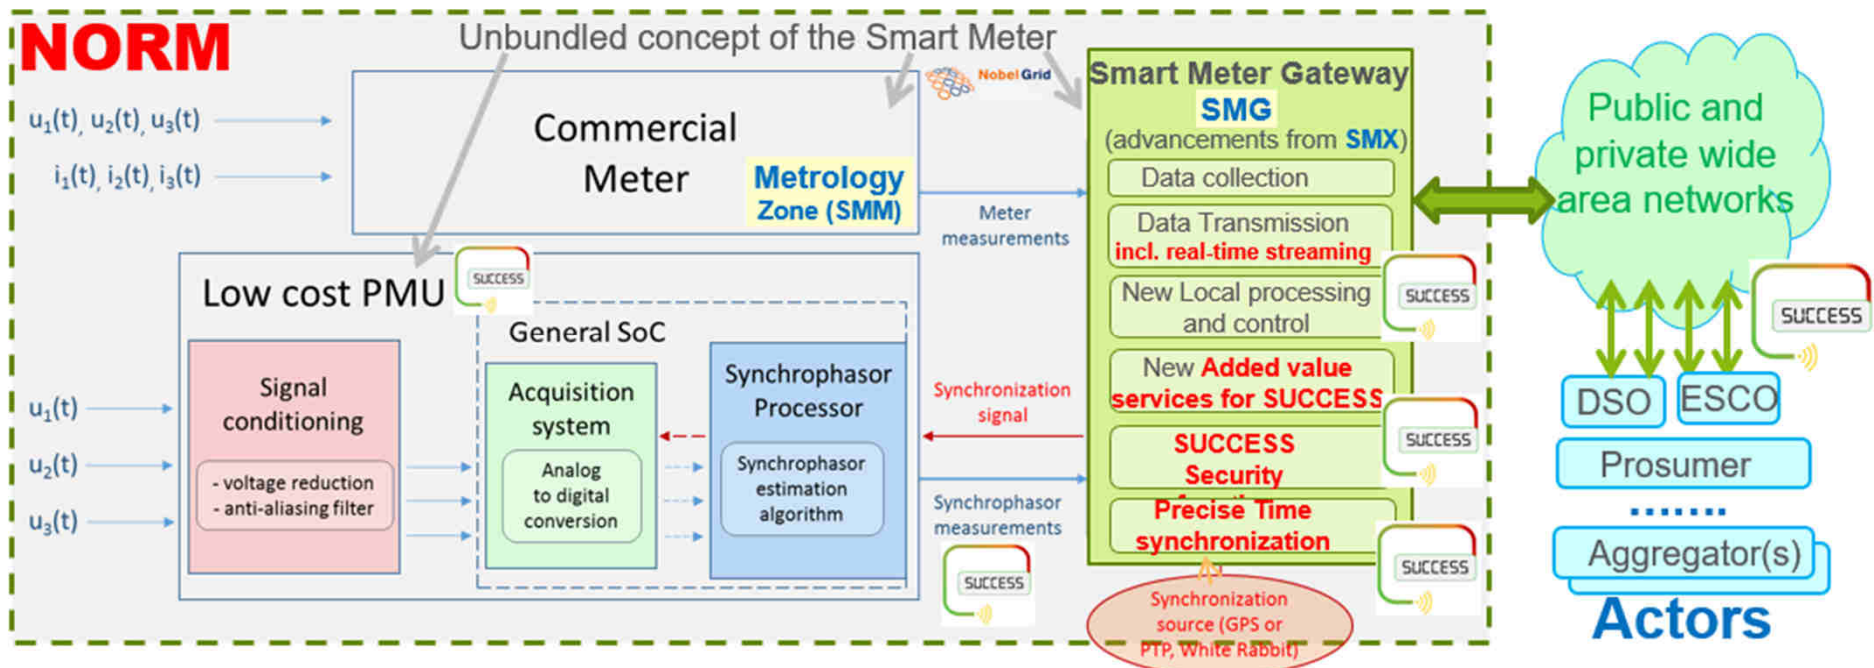 NORM
Unbundled concept of the Smart Meter
u1(t), u2(t), u3(t)
i1(t), i2(t), i3(t)
Commercial
Meter
Metrology
Zone (SMM)
NobelGrid
Meter
measurements
Low cost PMU
SUCCESS
General SoC
u1(t)
u2(t)
u3(t)
Signal
conditioning
- voltage reduction
- anti-aliasing filter
Acquisition
system
Analog
to digital
conversion
Synchrophasor
Processor
Synchrophasor
estimation
algorithm
Synchronization
signal
Synchrophasor
measurements
SUCCESS
Smart Meter Gateway
SMG
(advancements from SMX)
Data collection
Data Transmission
incl. real-time streaming
New Local processing
and control
SUCCESS
New Added value
services for SUCCESS
SUCCESS
Security
SUCCESS
Precise Time
synchronization
SUCCESS
Synchronization
source (GPS or
PTP, White Rabbit)
Public and
private wide
area networks
SUCCESS
DSO
ESCO
Prosumer
.......
Aggregator(s)
Actors